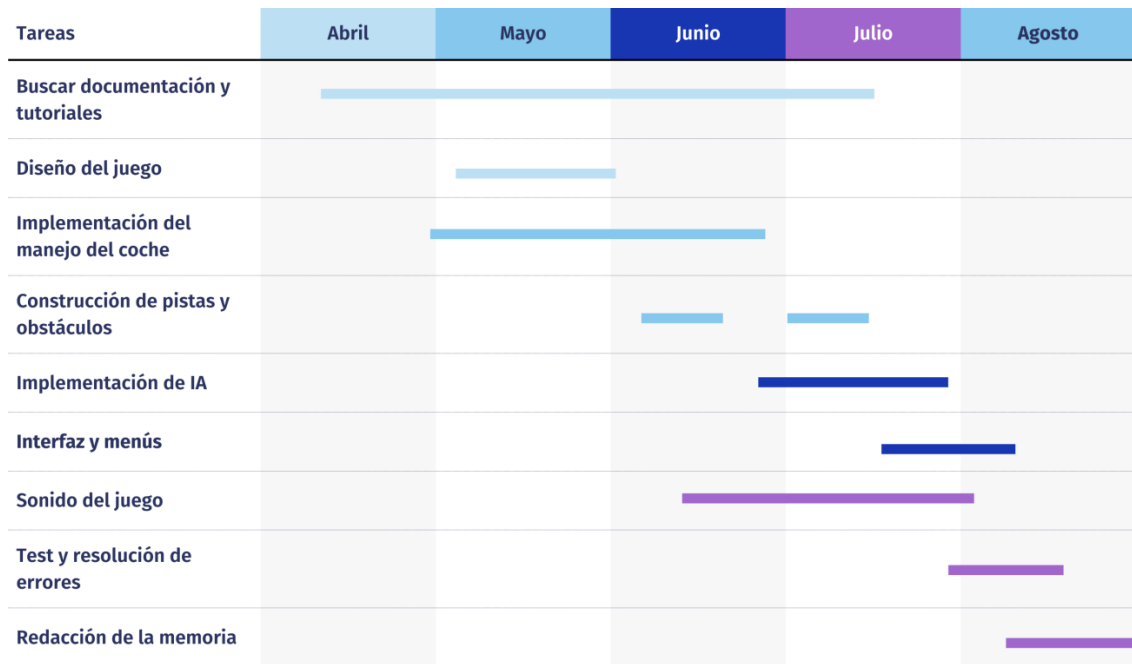 Tareas Abril Mayo Junio Julio Agosto
Buscar documentación y
tutoriales
Diseño del juego
Implementación del
manejo del coche
Construcción de pistas y
obstáculos
Implementación de IA
Interfaz y menús
Sonido del juego
Test y resolución de
errores
Redacción de la memoria